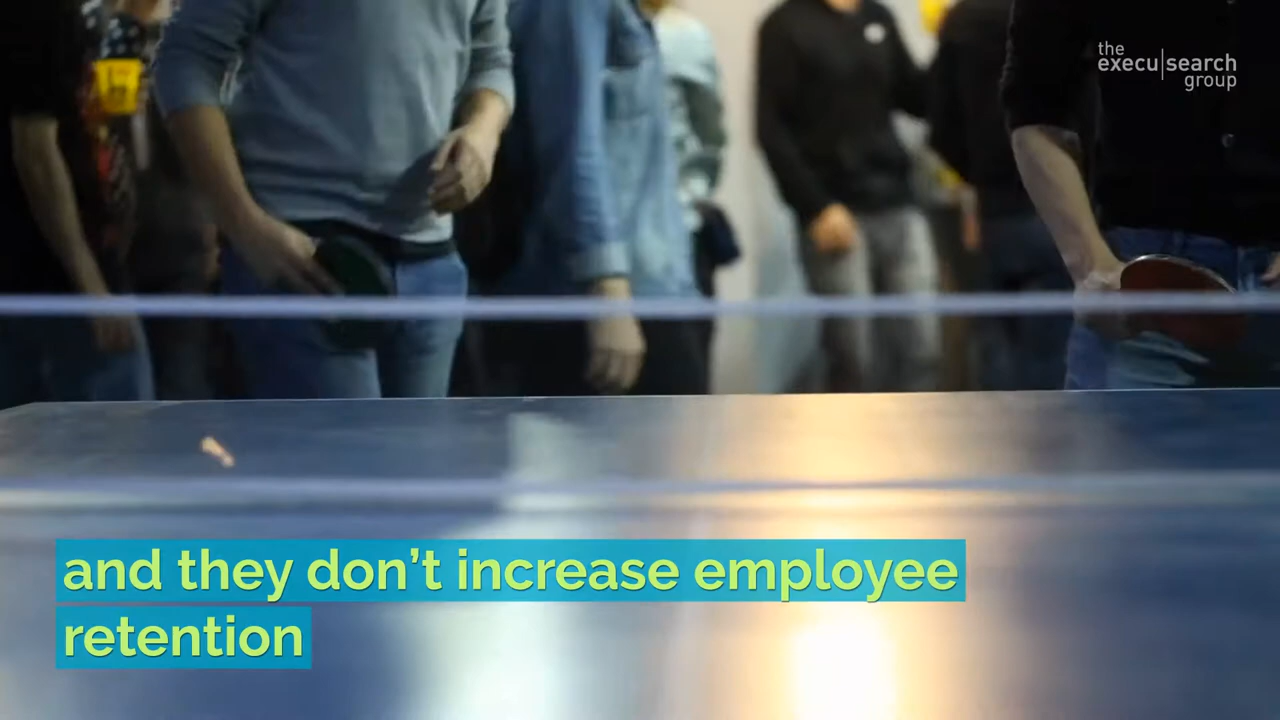 the
execu|search
group
and they don’t increase employee
retention